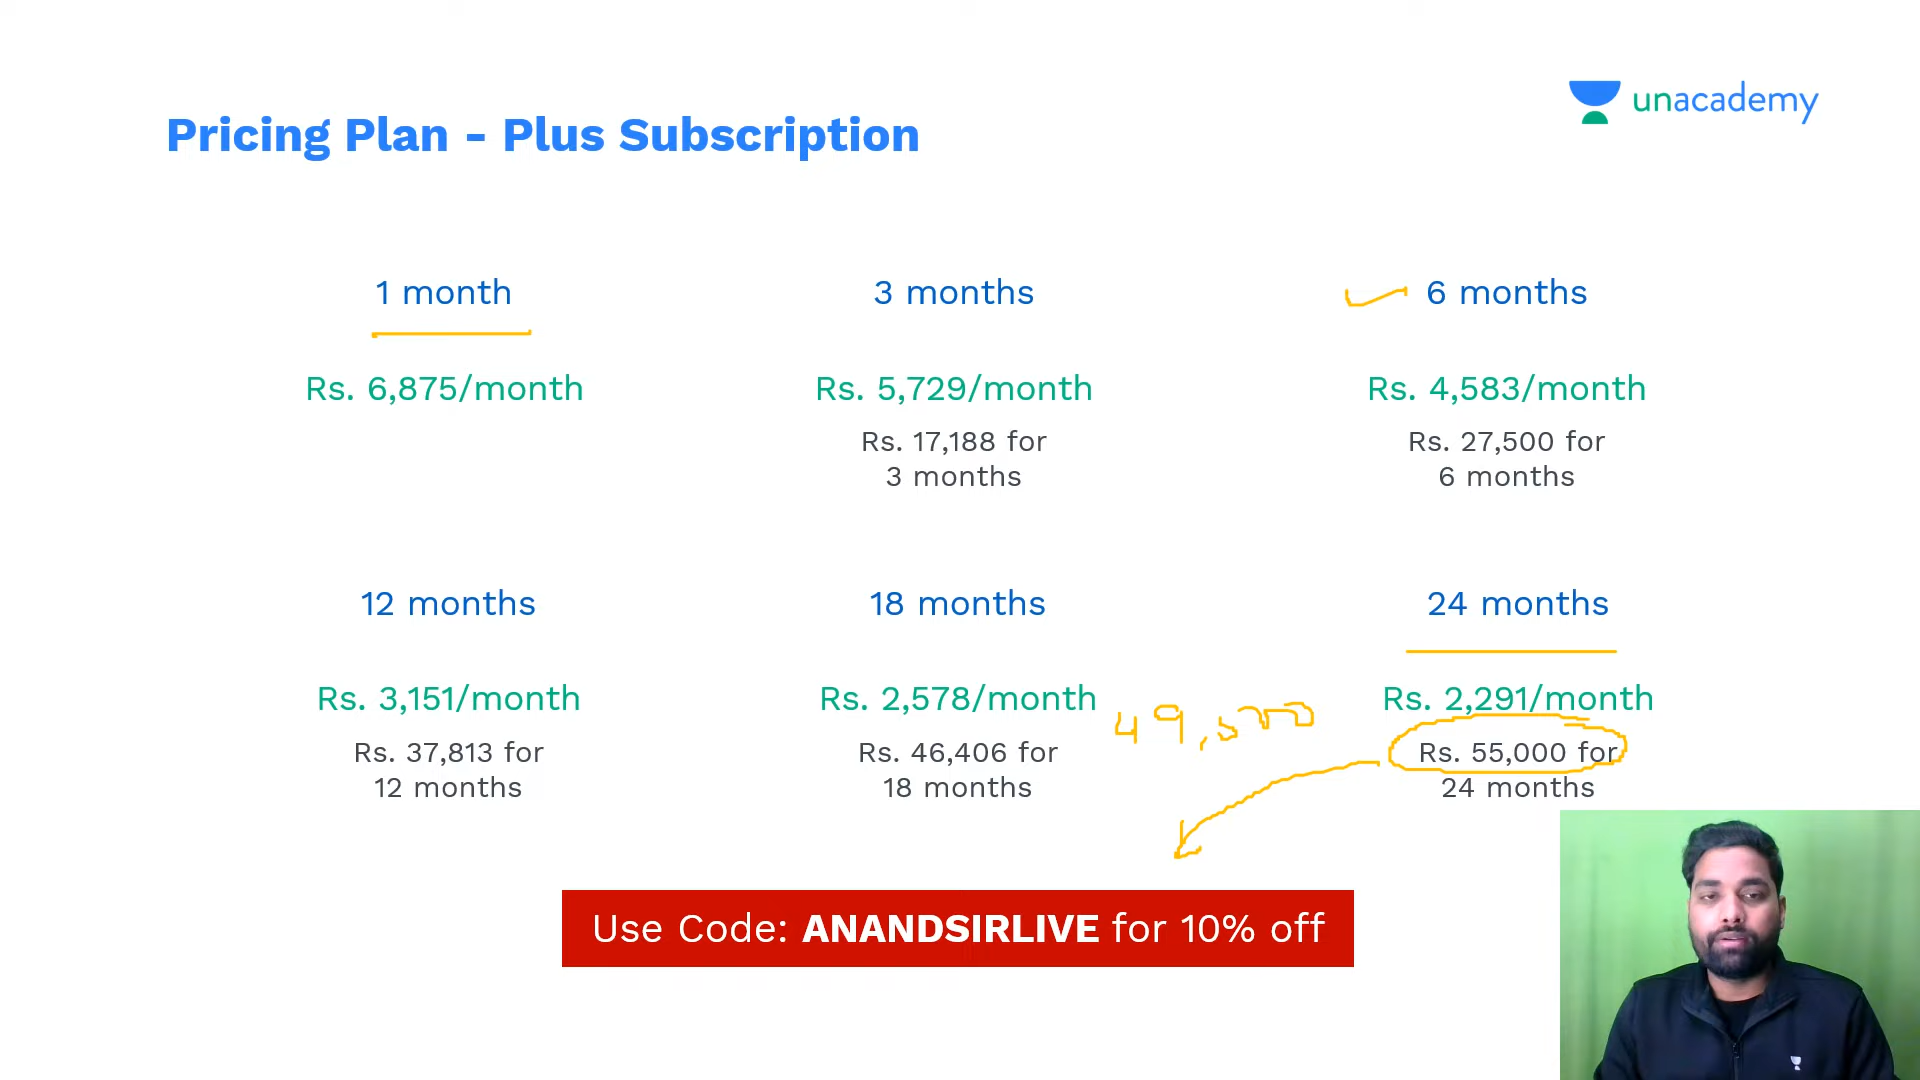 unacademy
Pricing Plan - Plus Subscription
1 month
Rs. 6,875/month
3 months
Rs. 5,729/month
Rs. 17,188 for
3 months
6 months
Rs. 4,583/month
Rs. 27,500 for
6 months
12 months
Rs. 3,151/month
Rs. 37,813 for
12 months
18 months
Rs. 2,578/month
Rs. 46,406 for
18 months
49,500
24 months
Rs. 2,291/month
Rs. 55,000 for
24 months
Use Code: ANANDSIRLIVE for 10% off